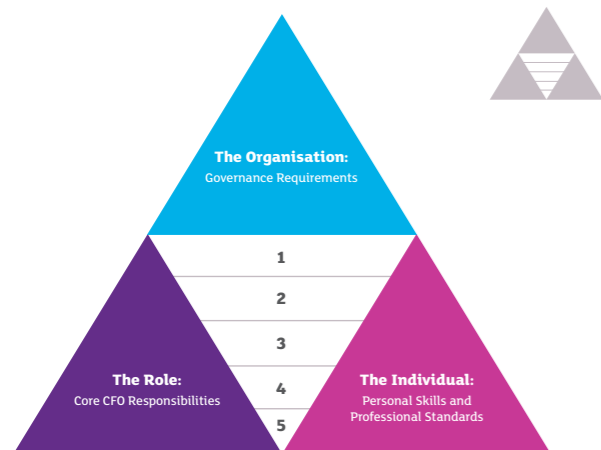 The Organisation:
Governance Requirements
1
2
3
4
5
The Role:
Core CFO Responsibilities
The Individual:
Personal Skills and
Professional Standards